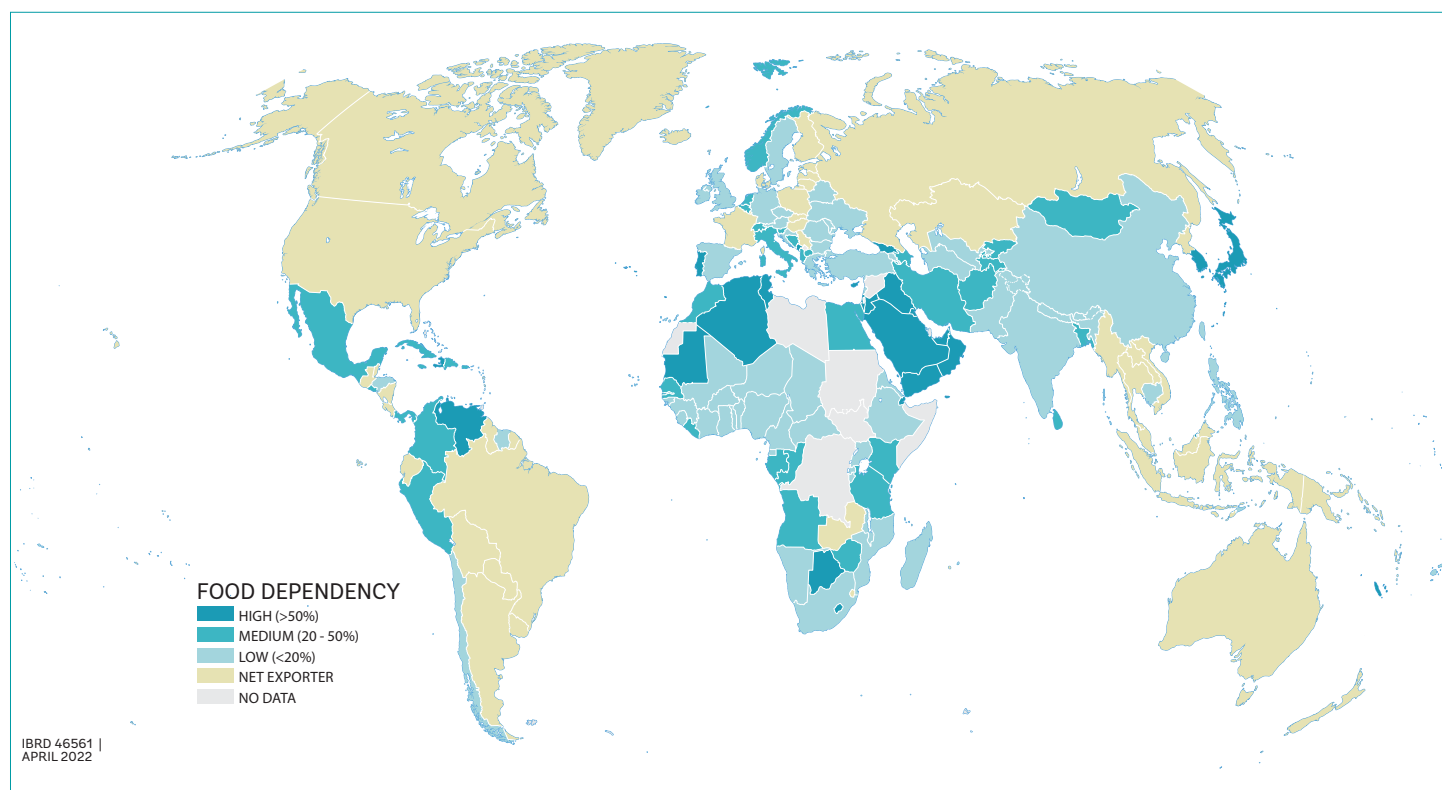 FOOD DEPENDENCY
HIGH (>50%)
MEDIUM (20 - 50%)
LOW (<20%)
NET EXPORTER
NO DATA
IBRD 46561 |
APRIL 2022